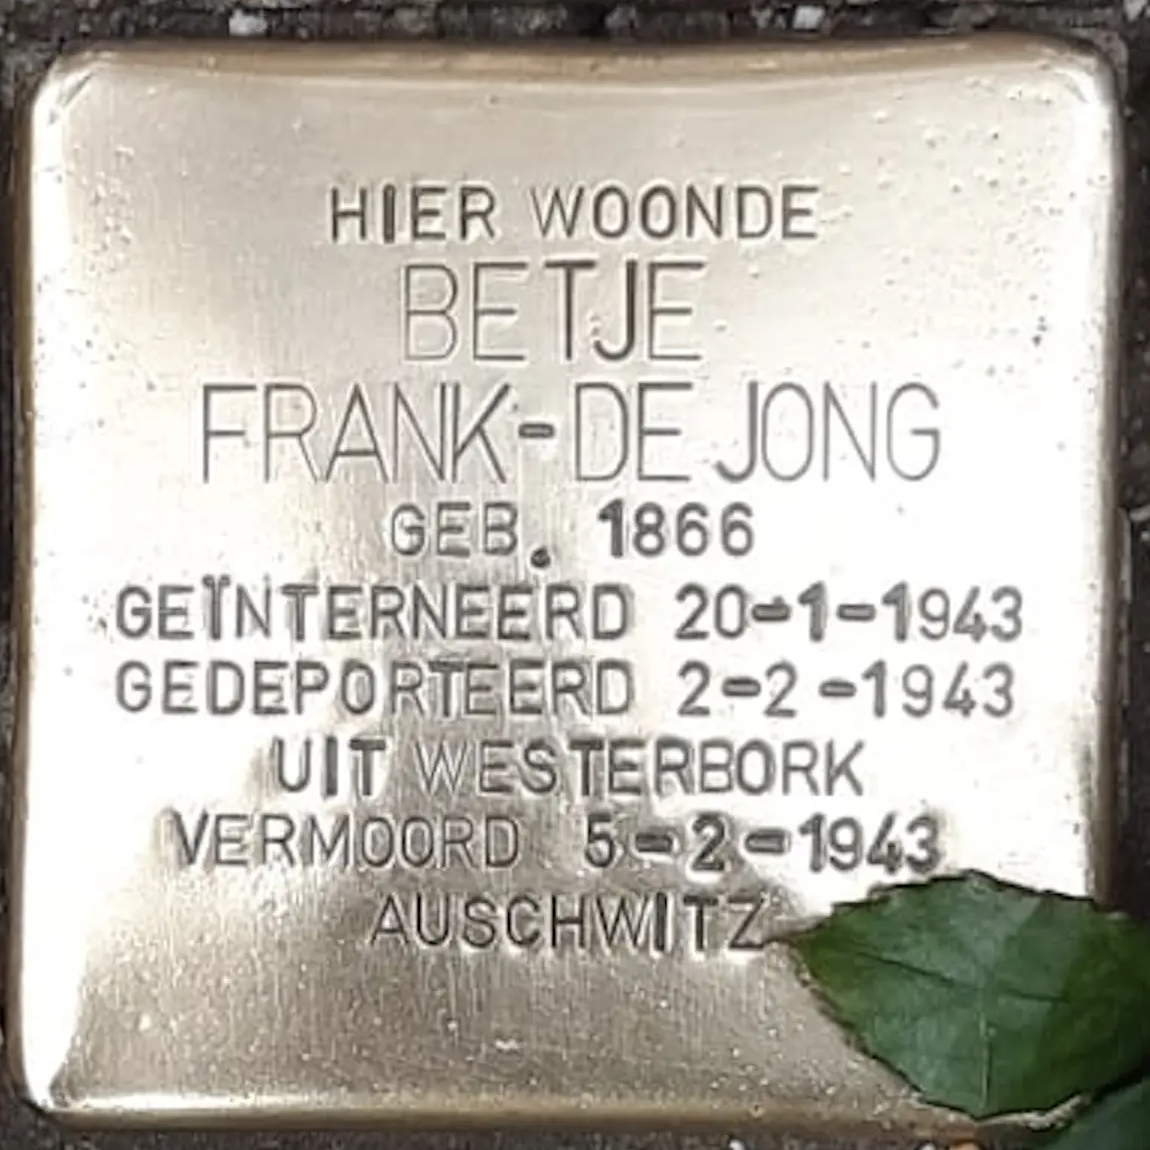 HIER WOONDE
BETJE
FRANK-DE JONG
GEB. 1866
GEÏNTERNEERD 20-1-1943
GEDEPORTEERD 2-2-1943
UIT WESTERBORK
VERMOORD 5-2-1943
AUSCHWITZ